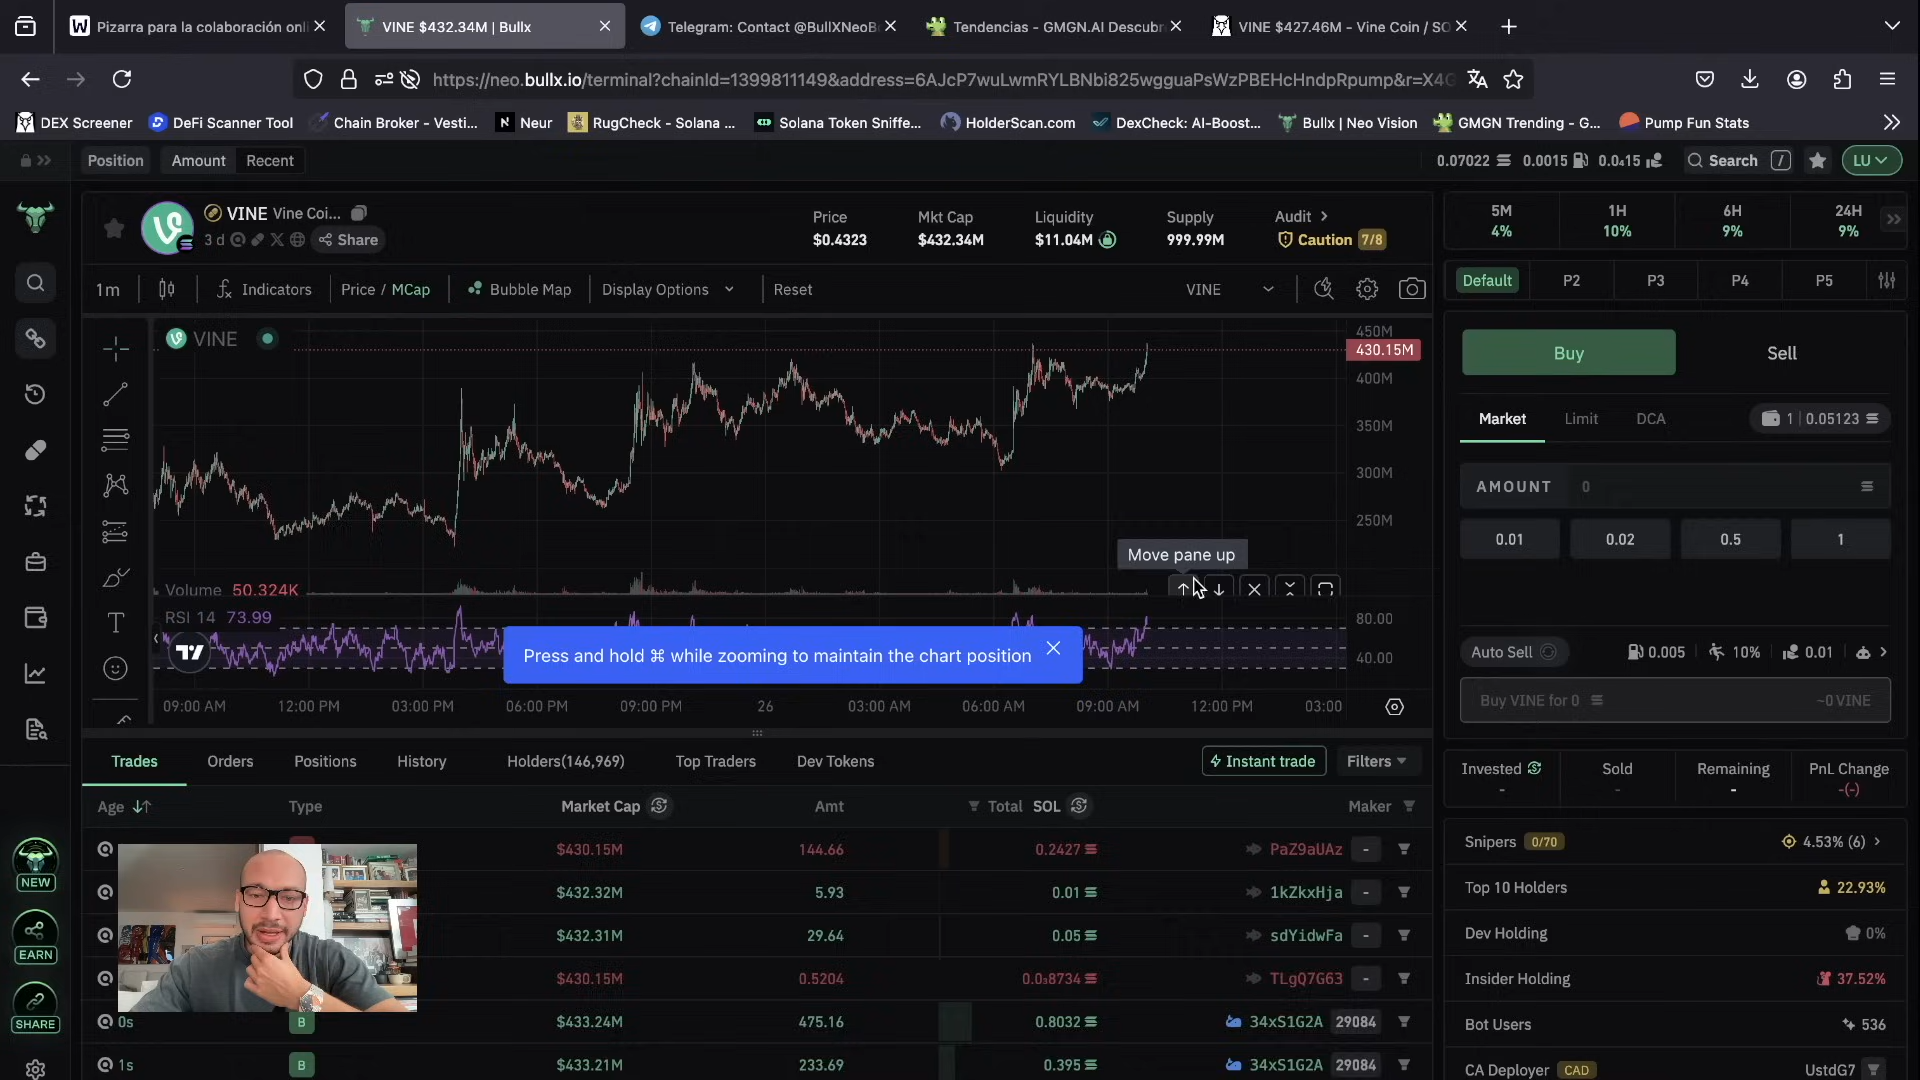 Pizarra para la colaboración onl
VINE $432.34M | Bullx
Telegram: Contact @BullXNeoB
Tendencias - GMGN.AI Descubr
VINE $427.46M - Vine Coin / SO
https://neo.bullx.io/terminal?chainId=1399811149&address=6AJcP7wuLwmRYLBNbi825wgguaPsWzPBEHcHndpRpump&r=X4G
DEX Screener
DeFi Scanner Tool
Chain Broker - Vesti...
Neur
RugCheck - Solana ...
Solana Token Sniffe...
HolderScan.com
DexCheck: AI-Boost...
Bullx | Neo Vision
GMGN Trending - G...
Pump Fun Stats
Position
Amount
Recent
0.07022
0.0015
0.0₄15
Search
/
LU
VINE Vine Coi...
3 d
Share
Price
$0.4323
Mkt Cap
$432.34M
Liquidity
$11.04M
Supply
999.99M
Audit
Caution 7/8
5M
4%
1H
10%
6H
9%
24H
9%
1m
Indicators
Price / MCap
Bubble Map
Display Options
Reset
VINE
Default
P2
P3
P4
P5
VINE
450M
430.15M
400M
350M
300M
250M
Move pane up
Volume 50.324K
RSI 14 73.99
80.00
40.00
Press and hold ⌘ while zooming to maintain the chart position
09:00 AM
12:00 PM
03:00 PM
06:00 PM
09:00 PM
26
03:00 AM
06:00 AM
09:00 AM
12:00 PM
03:00
Buy
Sell
Market
Limit
DCA
1 | 0.05123
AMOUNT 0
0.01
0.02
0.5
1
Auto Sell
0.005
10%
0.01
Buy VINE for 0
~0 VINE
Trades
Orders
Positions
History
Holders(146,969)
Top Traders
Dev Tokens
Instant trade
Filters
Invested
-
Sold
-
Remaining
-
PnL Change
-(-)
Age
Type
Market Cap
Amt
Total SOL
Maker
$430.15M 144.66 0.2427 PaZ9aUAz -
$432.32M 5.93 0.01 1kZkxHja -
$432.31M 29.64 0.05 sdYidwFa -
$430.15M 0.5204 0.0₃8734 TLgQ7G63 -
0s B $433.24M 475.16 0.8032 34xS1G2A 29084
1s B $433.21M 233.69 0.395 34xS1G2A 29084
Snipers 0/70 4.53% (6)
Top 10 Holders 22.93%
Dev Holding 0%
Insider Holding 37.52%
Bot Users 536
CA Deployer CAD UstdG7
NEW
EARN
SHARE